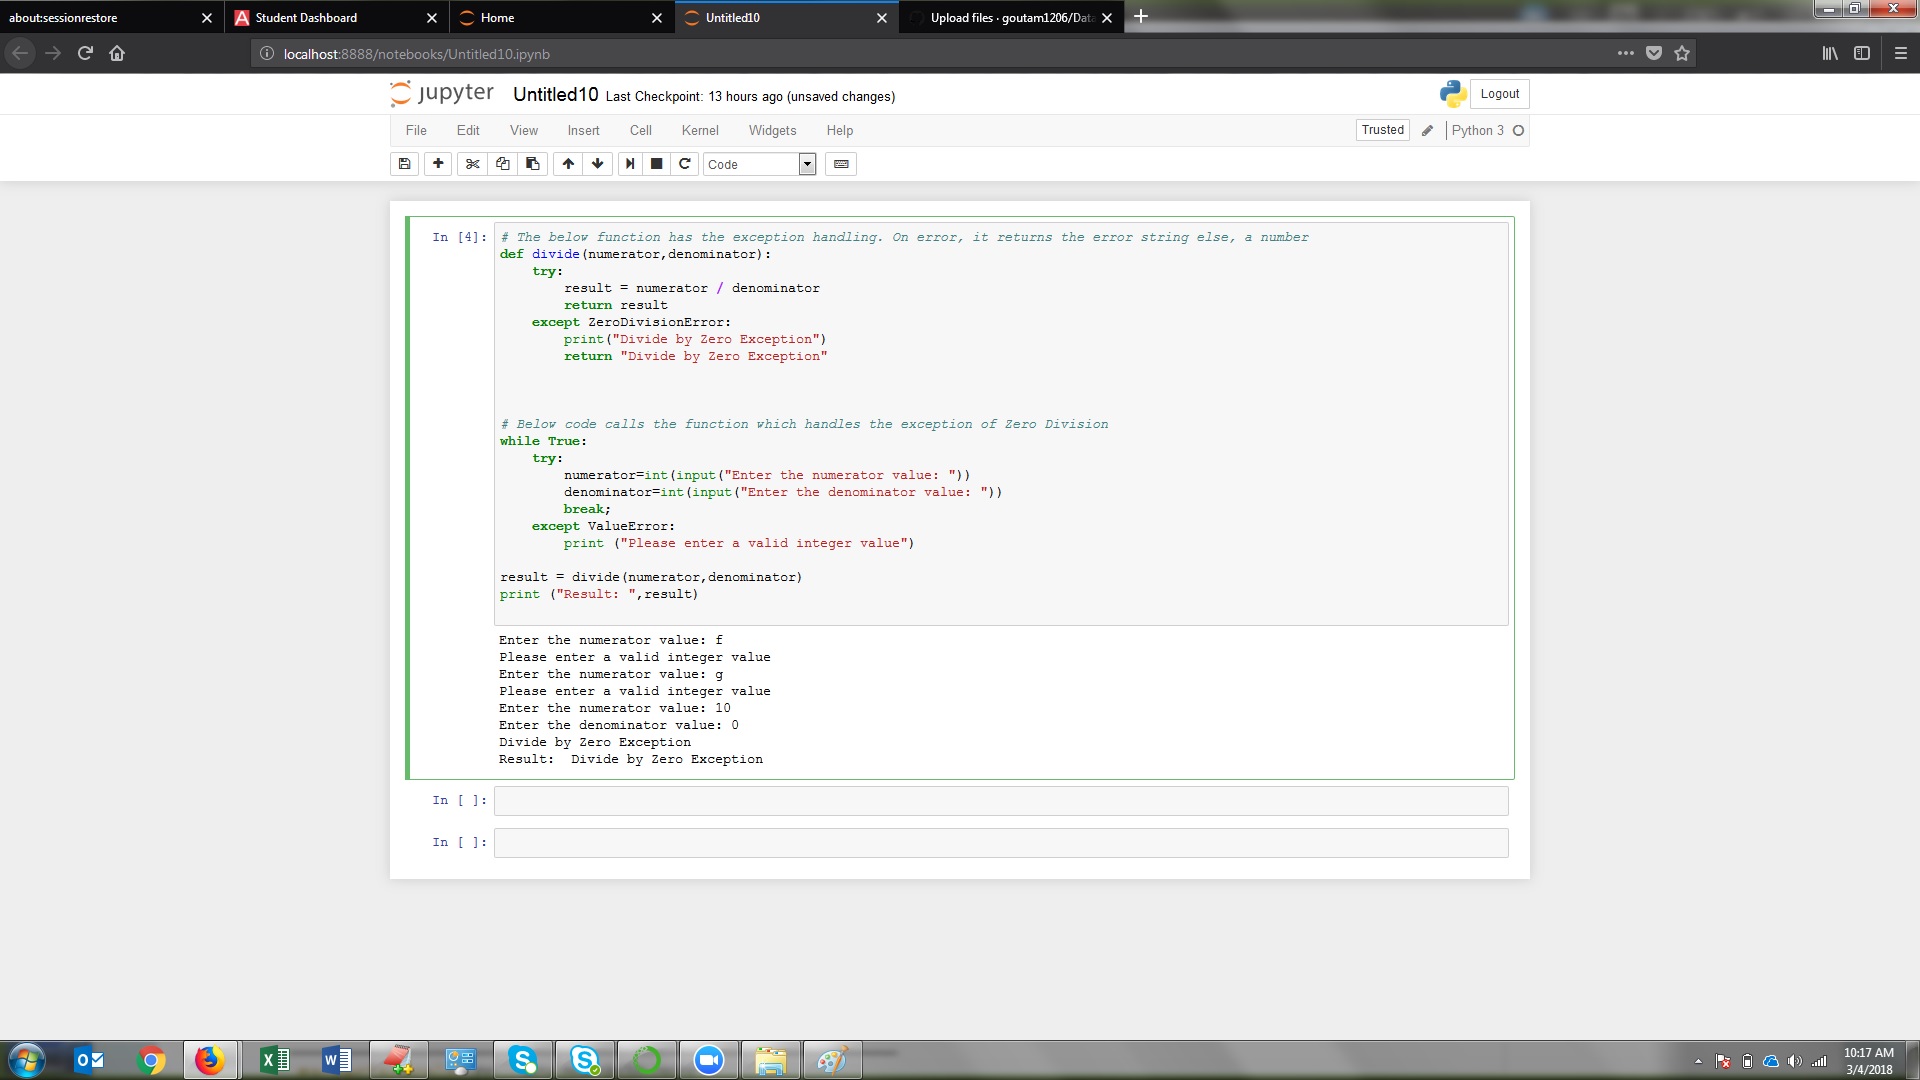 about:sessionrestore
Student Dashboard
Home
Untitled10
Upload files · goutam1206/Data
localhost:8888/notebooks/Untitled10.ipynb
jupyter Untitled10 Last Checkpoint: 13 hours ago (unsaved changes)
Logout
File Edit View Insert Cell Kernel Widgets Help
Trusted
Python 3
Code
In [4]:
# The below function has the exception handling. On error, it returns the error string else, a number
def divide(numerator,denominator):
    try:
        result = numerator / denominator
        return result
    except ZeroDivisionError:
        print("Divide by Zero Exception")
        return "Divide by Zero Exception"
# Below code calls the function which handles the exception of Zero Division
while True:
    try:
        numerator=int(input("Enter the numerator value: "))
        denominator=int(input("Enter the denominator value: "))
        break;
    except ValueError:
        print ("Please enter a valid integer value")
result = divide(numerator,denominator)
print ("Result: ",result)
Enter the numerator value: f
Please enter a valid integer value
Enter the numerator value: g
Please enter a valid integer value
Enter the numerator value: 10
Enter the denominator value: 0
Divide by Zero Exception
Result:  Divide by Zero Exception
In [ ]:
In [ ]:
10:17 AM
3/4/2018